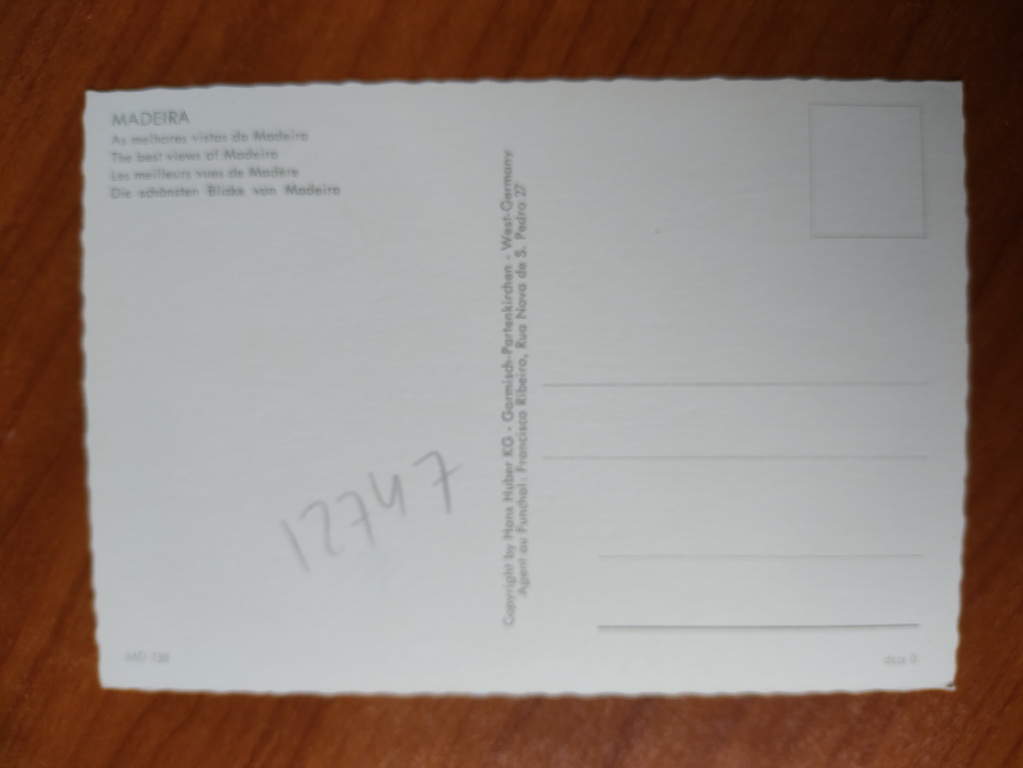 MADEIRA
As melhores vistas da Madeira
The best views of Madeira
Les meilleurs vues de Madère
Die schönsten Blicke von Madeira
Copyright by Hans Huber KG - Garmisch-Partenkirchen - West-Germany
Agent au Funchal: Francisco Ribeiro, Rua Nova de S. Pedro 27
12747
MD